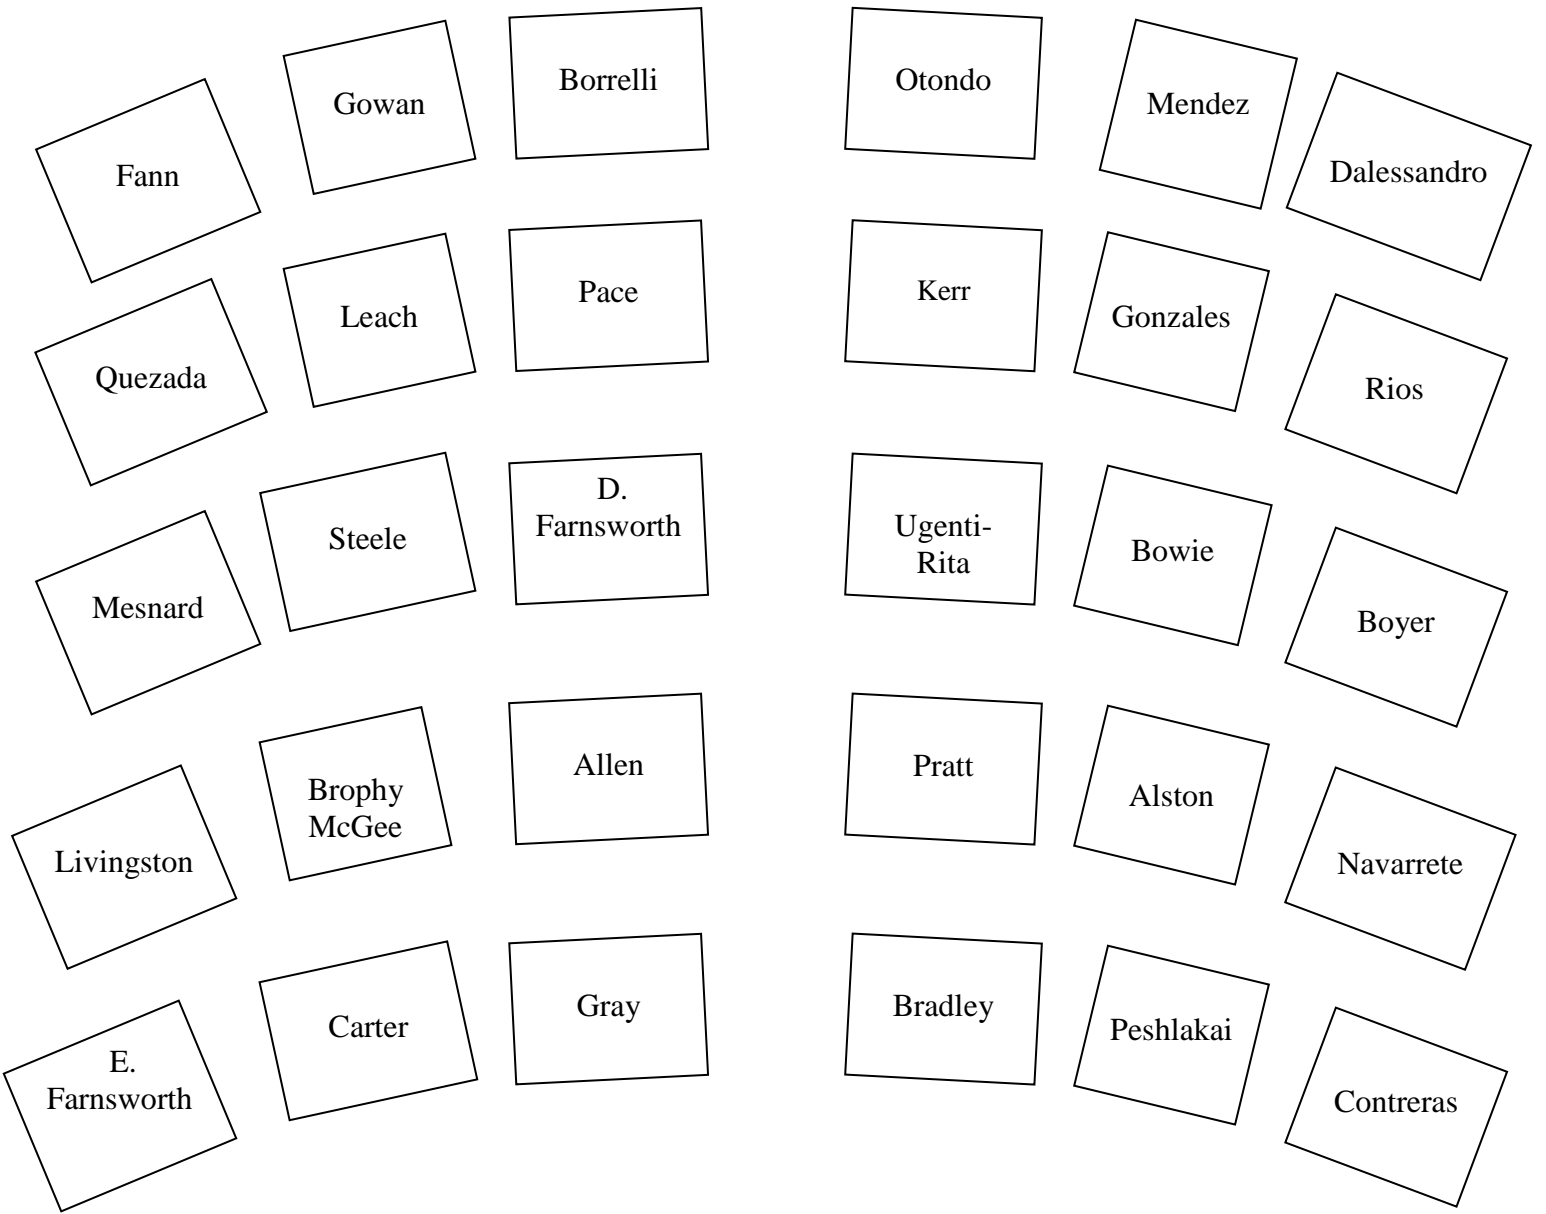 Fann
Gowan
Borrelli
Otondo
Mendez
Dalessandro
Quezada
Leach
Pace
Kerr
Gonzales
Rios
Mesnard
Steele
D.
Farnsworth
Ugenti-
Rita
Bowie
Boyer
Livingston
Brophy
McGee
Allen
Pratt
Alston
Navarrete
E.
Farnsworth
Carter
Gray
Bradley
Peshlakai
Contreras